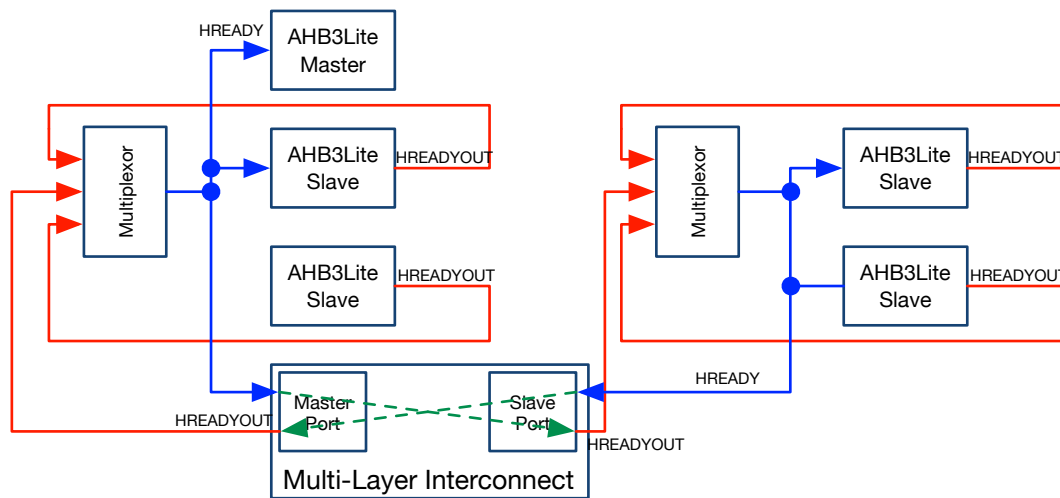 HREADY
AHB3Lite
Master
Multiplexor
AHB3Lite
Slave
HREADYOUT
AHB3Lite
Slave
HREADYOUT
Multiplexor
AHB3Lite
Slave
HREADYOUT
AHB3Lite
Slave
HREADYOUT
HREADY
Master
Port
HREADYOUT
Slave
Port
HREADYOUT
Multi-Layer Interconnect